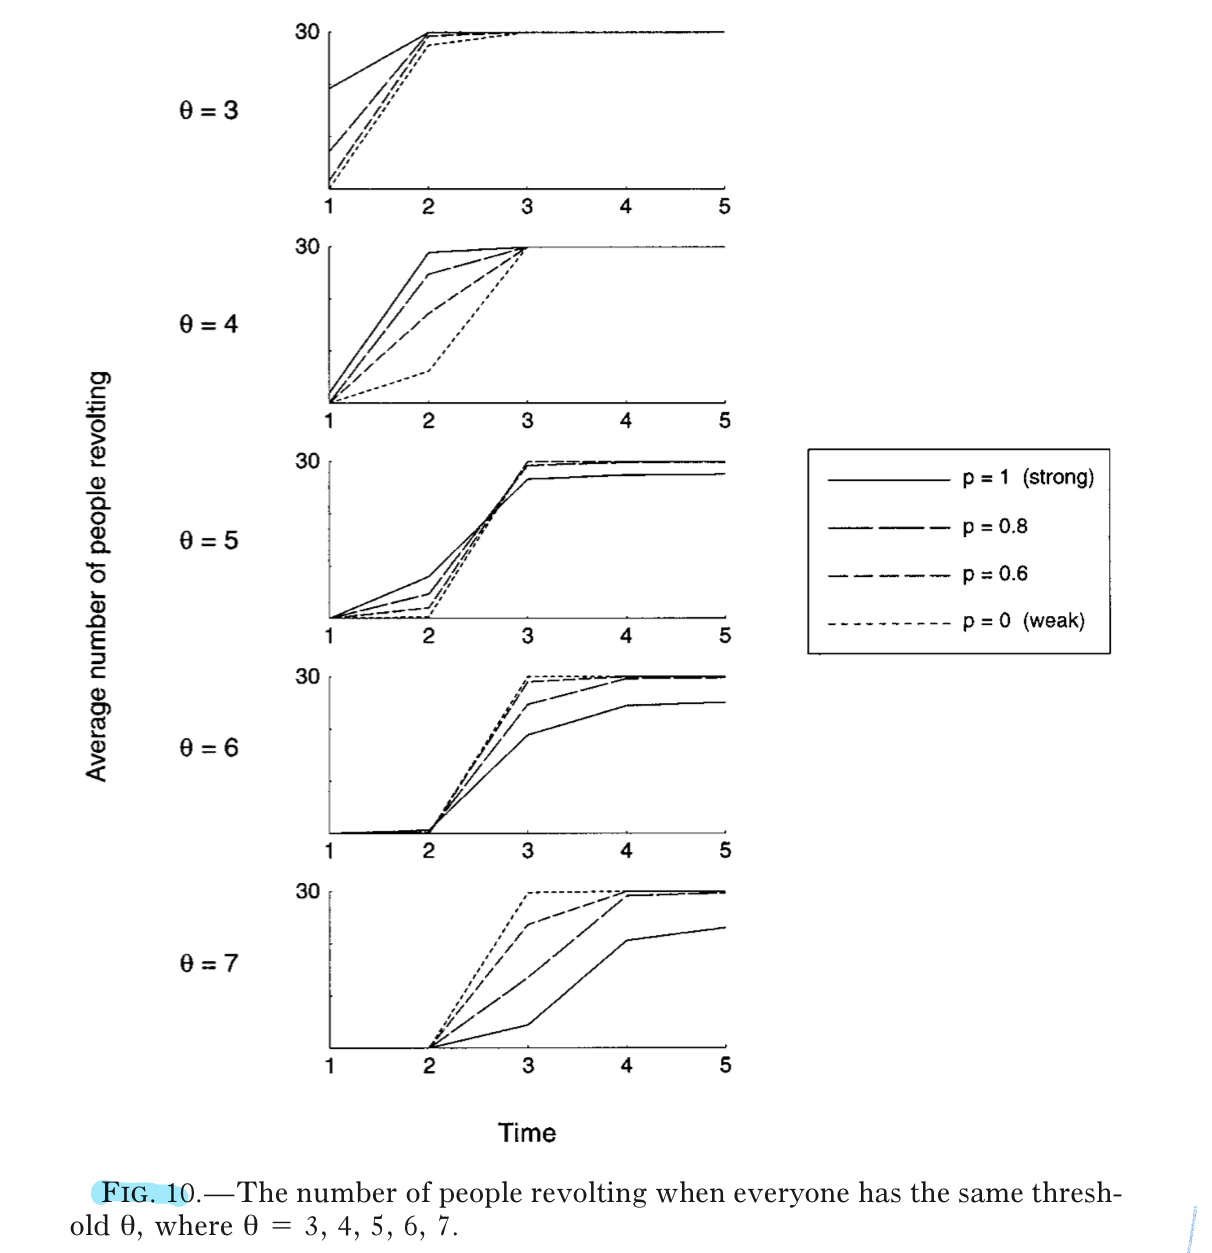 30
θ = 3
1 2 3 4 5
30
θ = 4
1 2 3 4 5
Average number of people revolting
30
θ = 5
1 2 3 4 5
p = 1 (strong)
p = 0.8
p = 0.6
p = 0 (weak)
30
θ = 6
1 2 3 4 5
30
θ = 7
1 2 3 4 5
Time
FIG. 10.—The number of people revolting when everyone has the same thresh-
old θ, where θ = 3, 4, 5, 6, 7.